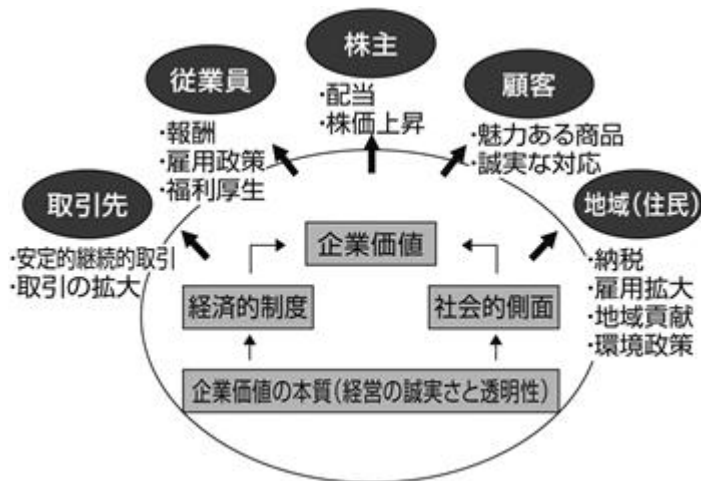 株主
・配当
・株価上昇
従業員
・報酬
・雇用政策
・福利厚生
顧客
・魅力ある商品
・誠実な対応
取引先
・安定的継続的取引
・取引の拡大
地域(住民)
・納税
・雇用拡大
・地域貢献
・環境政策
企業価値
経済的制度
社会的側面
企業価値の本質(経営の誠実さと透明性)